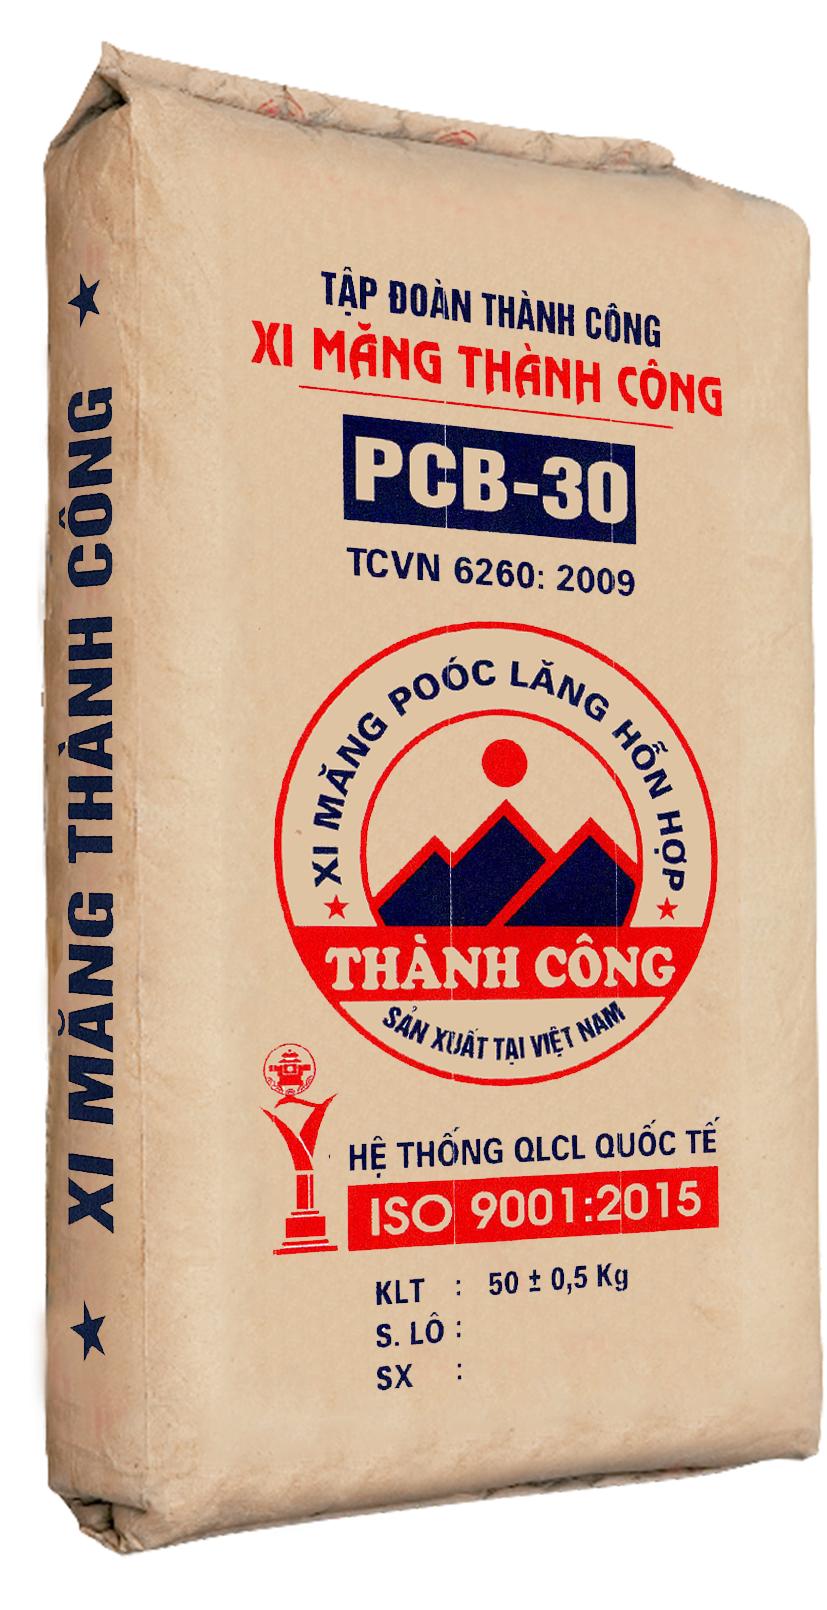 TẬP ĐOÀN THÀNH CÔNG
XI MĂNG THÀNH CÔNG
PCB-30
TCVN 6260: 2009
XI MĂNG POÓC LĂNG HỖN HỢP
THÀNH CÔNG
SẢN XUẤT TẠI VIỆT NAM
HỆ THỐNG QLCL QUỐC TẾ
ISO 9001:2015
KLT : 50 ± 0,5 Kg
S. LÔ :
SX :
XI MĂNG THÀNH CÔNG